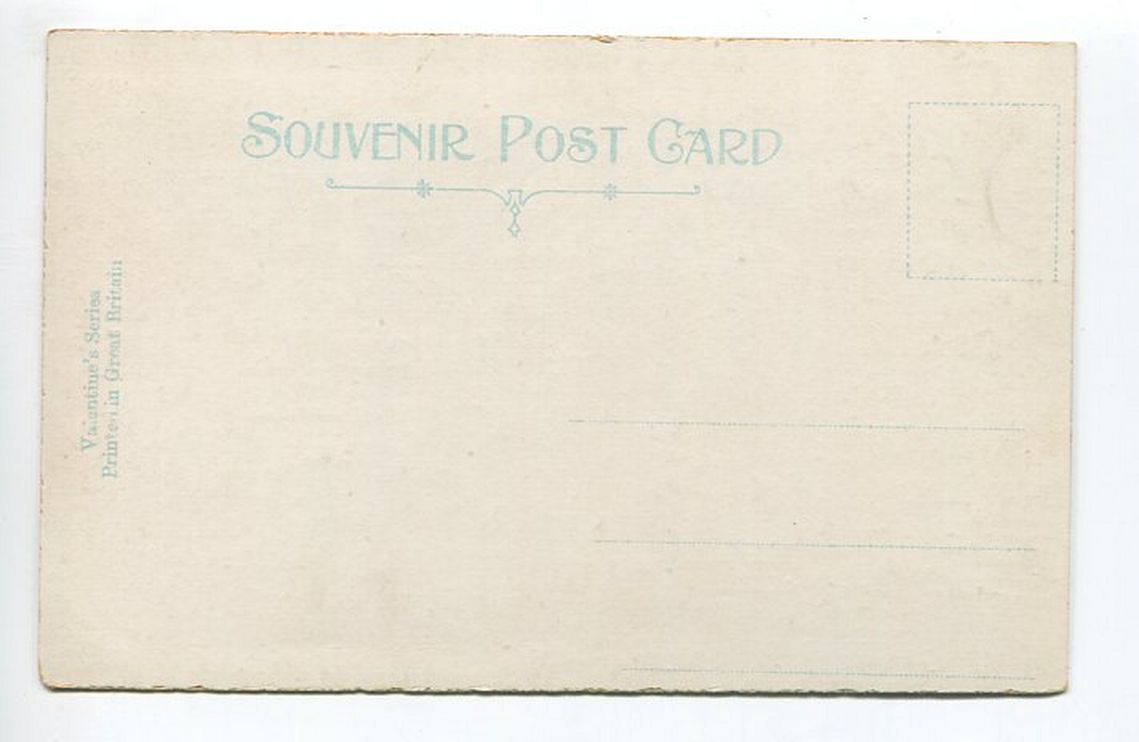 SOUVENIR POST CARD
Valentine's Series
Printed in Great Britain